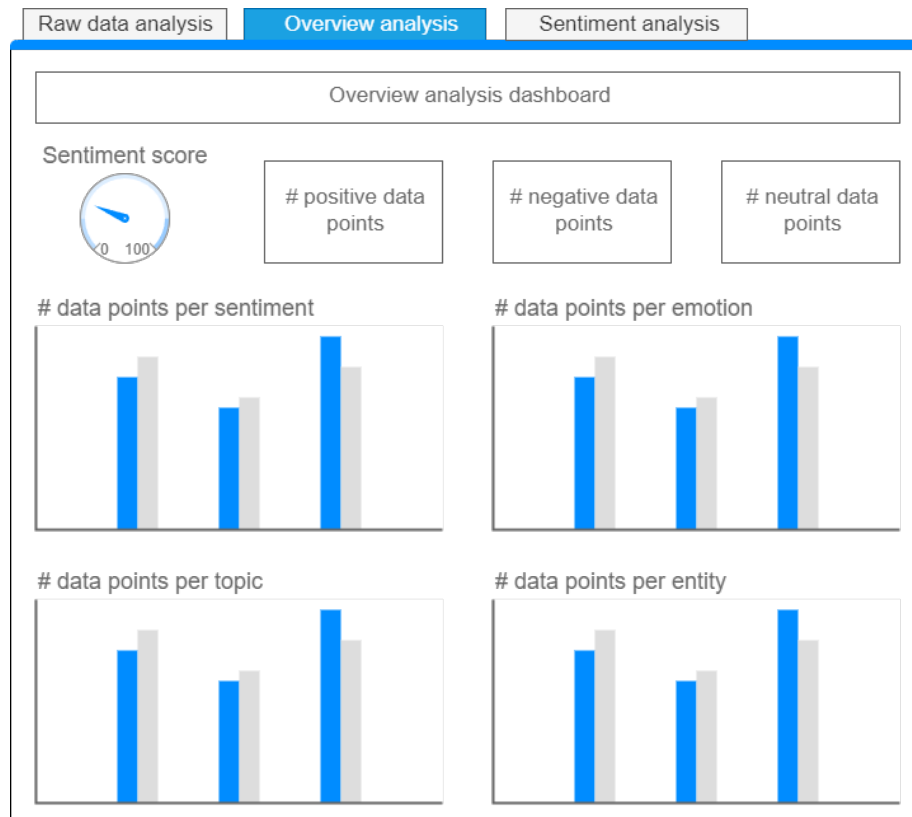 Raw data analysis
Overview analysis
Sentiment analysis
Overview analysis dashboard
Sentiment score
0 100
# positive data
points
# negative data
points
# neutral data
points
# data points per sentiment
# data points per emotion
# data points per topic
# data points per entity